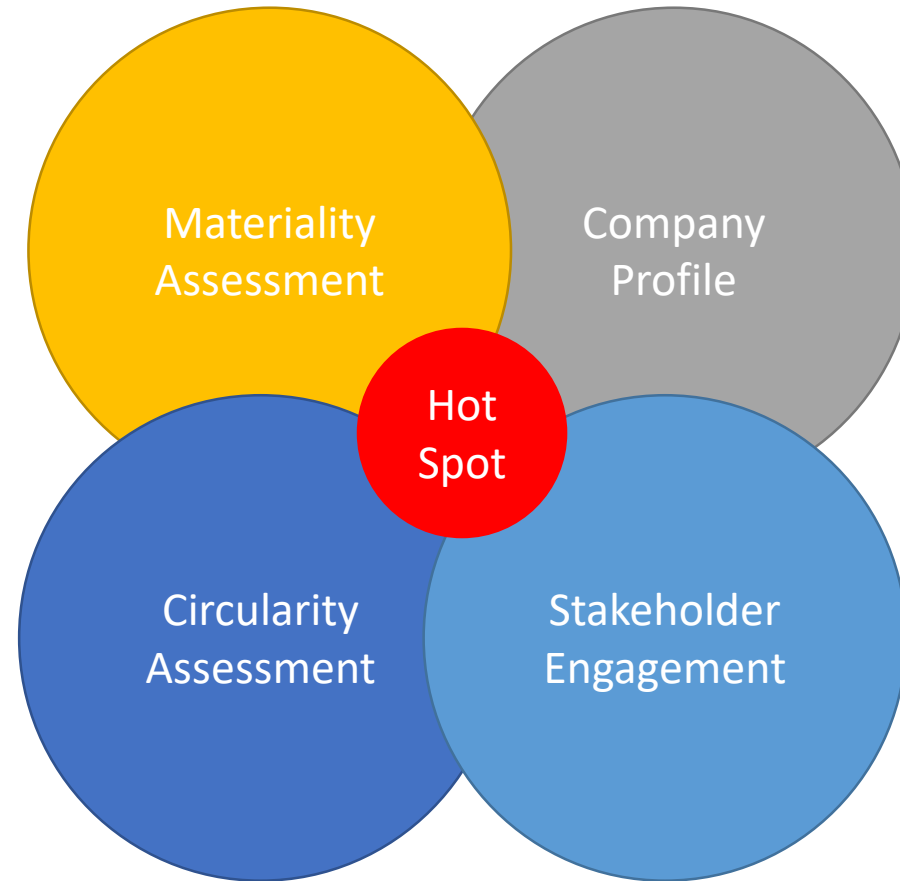 Materiality
Assessment
Company
Profile
Hot
Spot
Circularity
Assessment
Stakeholder
Engagement